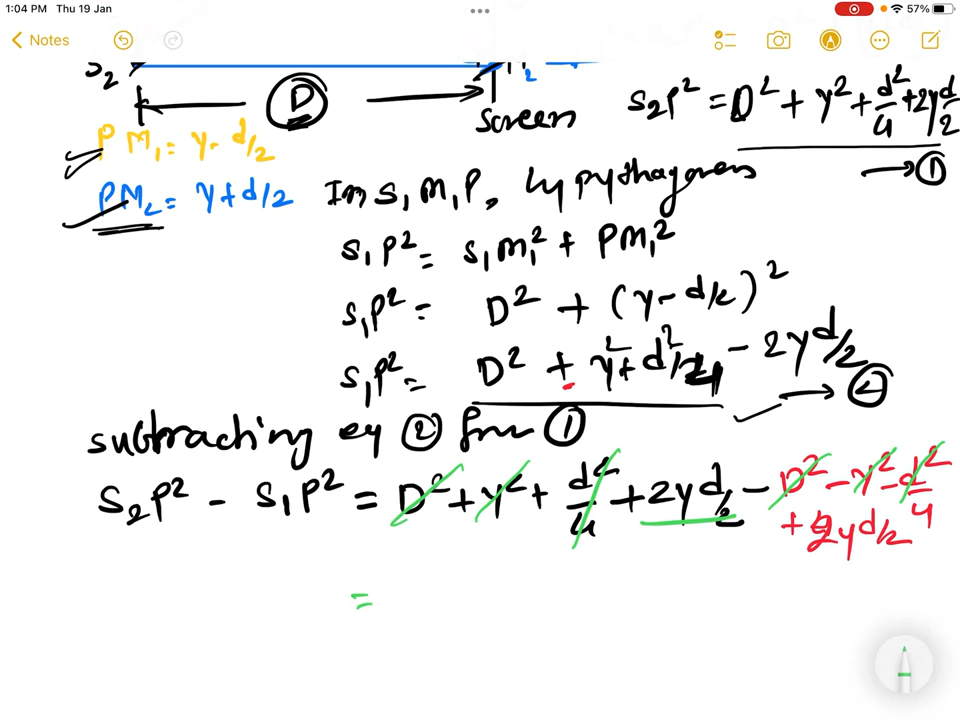 1:04 PM Thu 19 Jan
57%
Notes
S₂
D
Screen
S₂P² = D² + y² + d²/4 + 2yd/2
→ ①
PM₁ = y - d/2
PM₂ = y + d/2
In S₁M₁P, by pythagoras
S₁P² = S₁M₁² + PM₁²
S₁P² = D² + (y - d/2)²
S₁P² = D² + y² + d²/4 - 2yd/2
→ ②
subtraching eq ② from ①
S₂P² - S₁P² = D² + y² + d²/4 + 2yd/2 - D² - y² - d²/4
+ 2yd/2
=